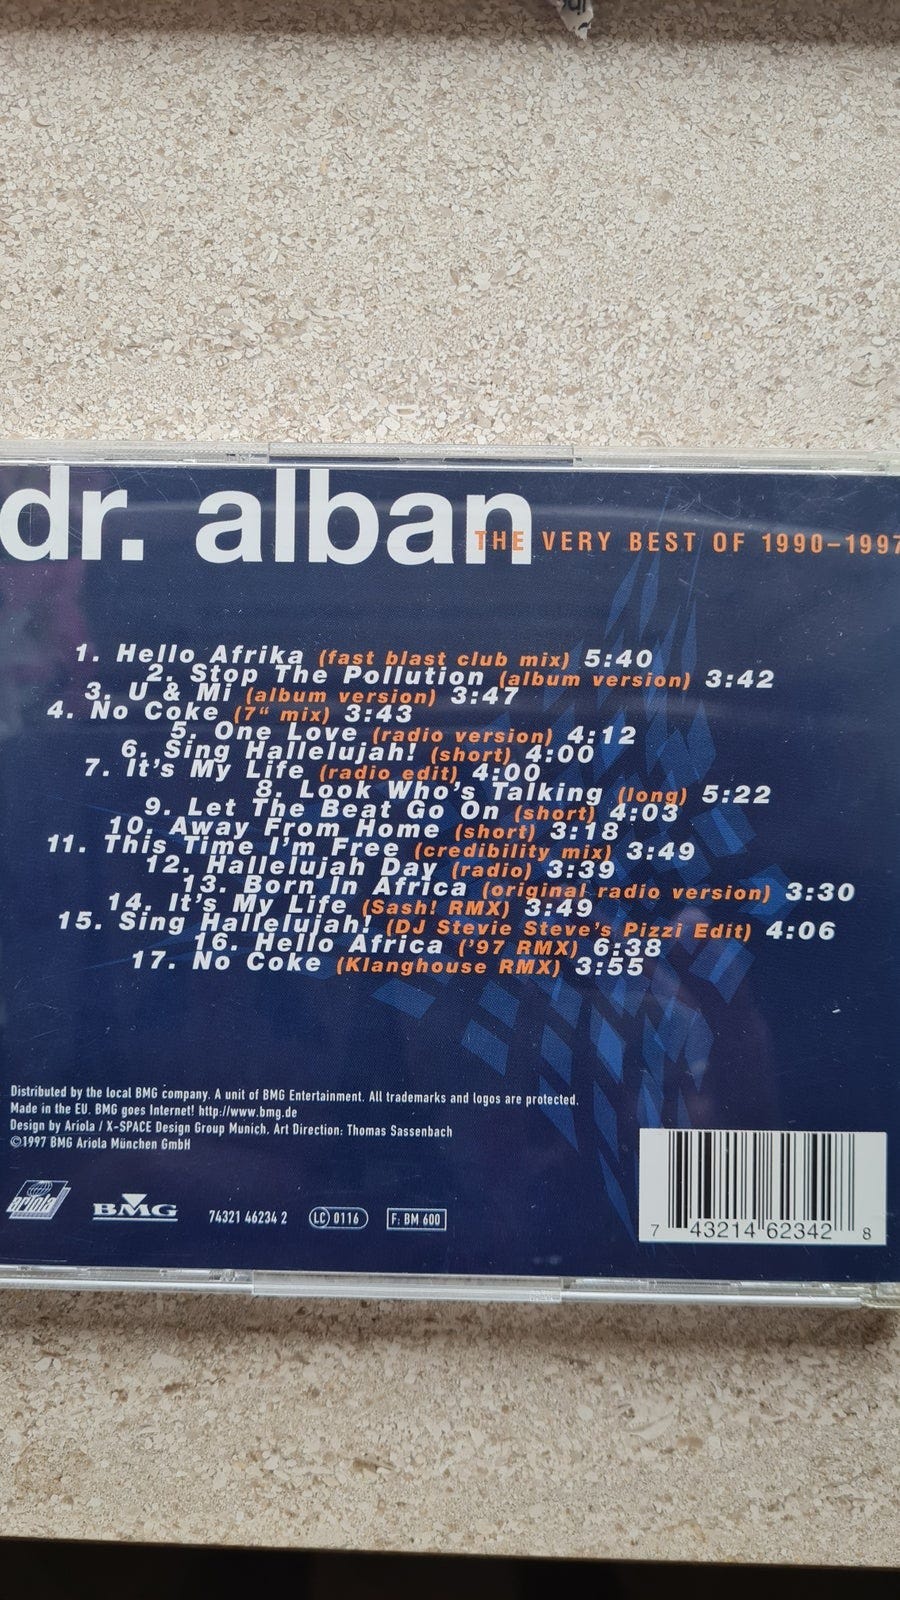 dr. alban
THE VERY BEST OF 1990–1997
1. Hello Afrika (fast blast club mix) 5:40
2. Stop The Pollution (album version) 3:42
3. U & Mi (album version) 3:47
4. No Coke (7“ mix) 3:43
5. One Love (radio version) 4:12
6. Sing Hallelujah! (short) 4:00
7. It's My Life (radio edit) 4:00
8. Look Who's Talking (long) 5:22
9. Let The Beat Go On (short) 4:03
10. Away From Home (short) 3:18
11. This Time I'm Free (credibility mix) 3:49
12. Hallelujah Day (radio) 3:39
13. Born In Africa (original radio version) 3:30
14. It's My Life (Sash! RMX) 3:49
15. Sing Hallelujah! (DJ Stevie Steve's Pizzi Edit) 4:06
16. Hello Africa ('97 RMX) 6:38
17. No Coke (Klanghouse RMX) 3:55
Distributed by the local BMG company. A unit of BMG Entertainment. All trademarks and logos are protected.
Made in the EU. BMG goes Internet! http://www.bmg.de
Design by Ariola / X-SPACE Design Group Munich, Art Direction: Thomas Sassenbach
©1997 BMG Ariola München GmbH
ariola BMG 74321 46234 2 LC 0116 F: BM 600
7 43214 62342 8